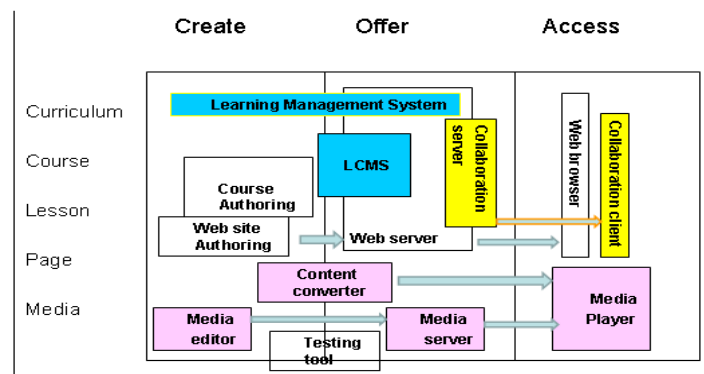 Create Offer Access
Curriculum
Course
Lesson
Page
Media
Learning Management System
Collaboration
server
LCMS
Course
Authoring
Web site
Authoring
Web server
Web browser
Collaboration client
Content
converter
Media
editor
Media
server
Media
Player
Testing
tool